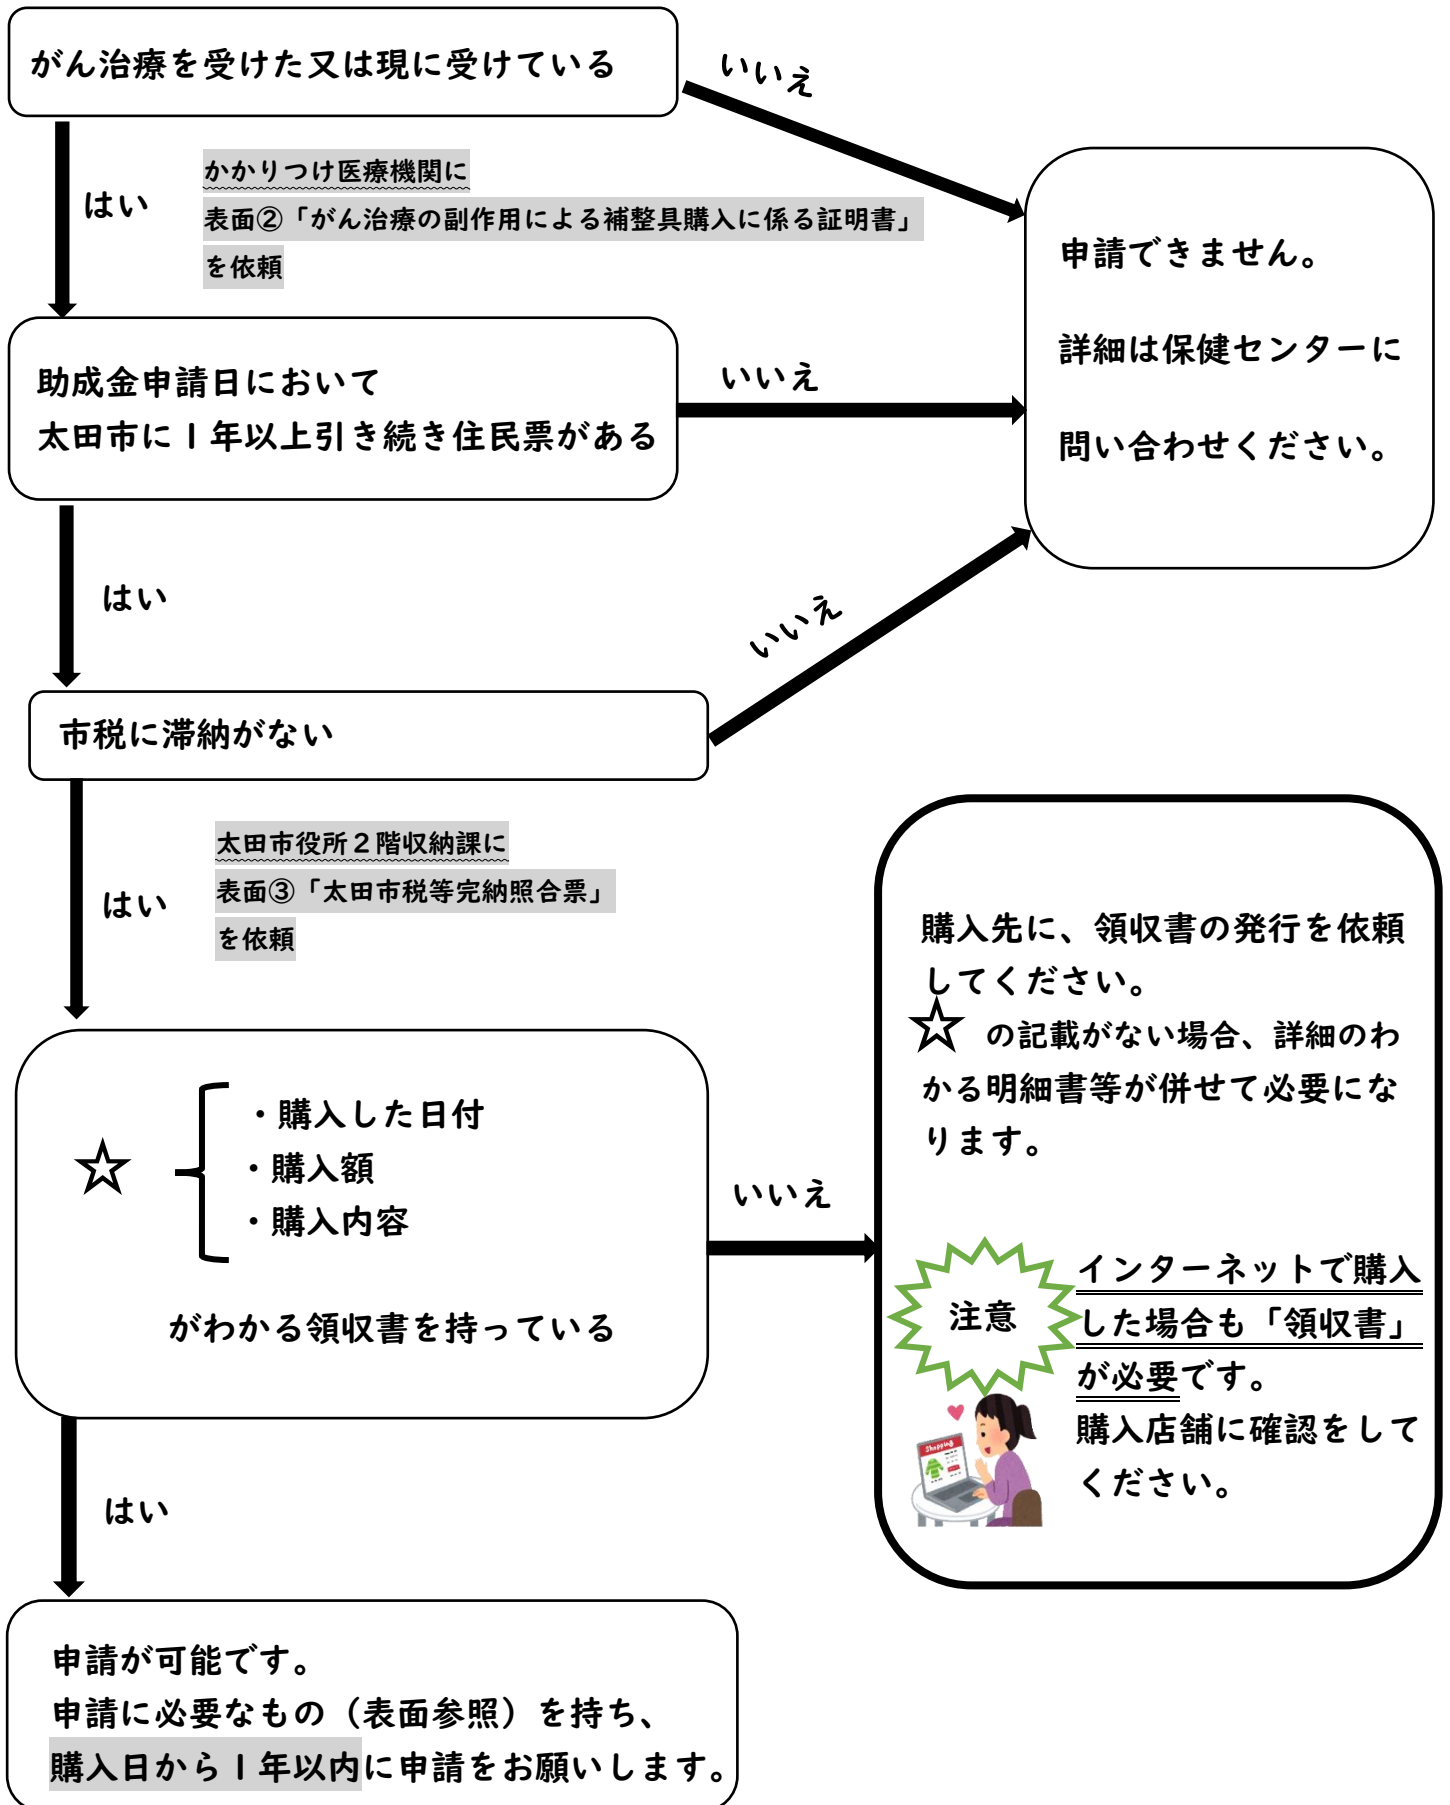 がん治療を受けた又は現に受けている
いいえ
はい
かかりつけ医療機関に
表面②「がん治療の副作用による補整具購入に係る証明書」
を依頼
申請できません。
詳細は保健センターに
問い合わせください。
助成金申請日において
太田市に１年以上引き続き住民票がある
いいえ
はい
いいえ
市税に滞納がない
はい
太田市役所２階収納課に
表面③「太田市税等完納照合票」
を依頼
☆
・購入した日付
・購入額
・購入内容
がわかる領収書を持っている
いいえ
購入先に、領収書の発行を依頼
してください。
☆の記載がない場合、詳細のわ
かる明細書等が併せて必要にな
ります。
注意
インターネットで購入
した場合も「領収書」
が必要です。
購入店舗に確認をして
ください。
Shopping
はい
申請が可能です。
申請に必要なもの（表面参照）を持ち、
購入日から１年以内に申請をお願いします。